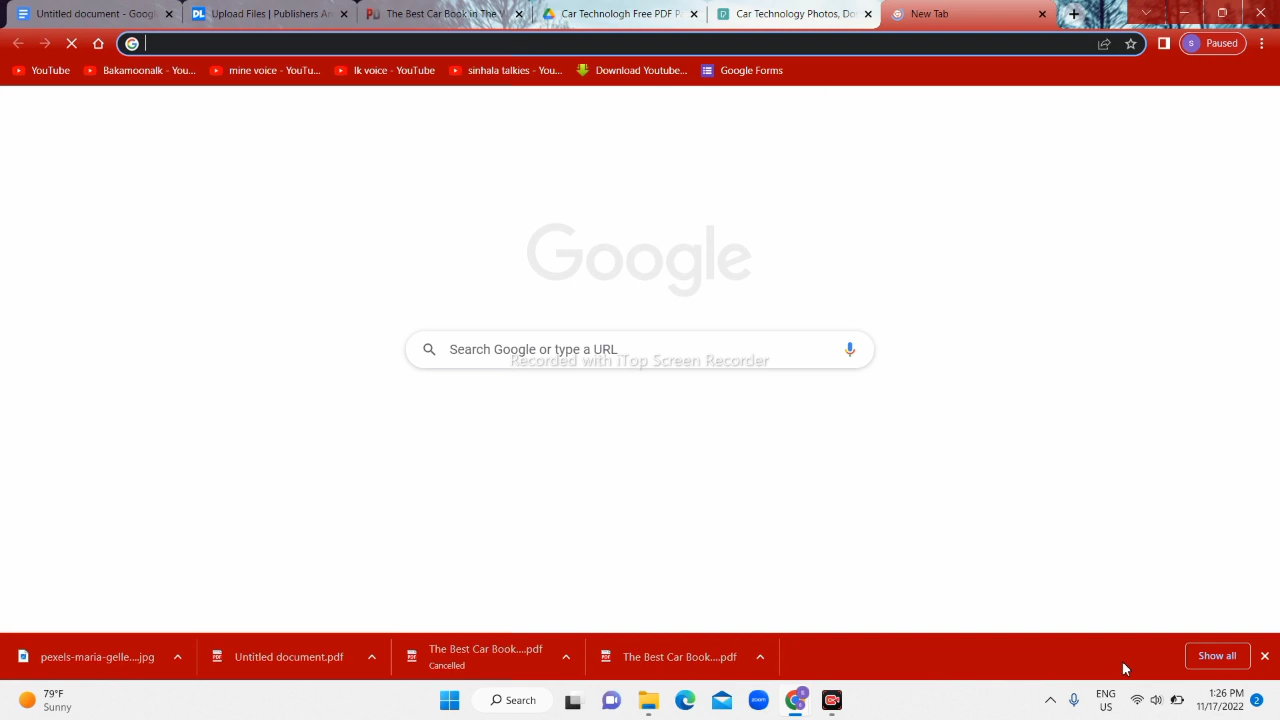 Untitled document - Googl
Upload Files | Publishers An
The Best Car Book in The W
Car Technologh Free PDF P
Car Technology Photos, Do
New Tab
S Paused
YouTube
Bakamoonalk - You...
mine voice - YouTu...
lk voice - YouTube
sinhala talkies - You...
Download Youtube...
Google Forms
Google
Search Google or type a URL
Recorded with iTop Screen Recorder
pexels-maria-gelle....jpg
Untitled document.pdf
The Best Car Book....pdf
Cancelled
The Best Car Book....pdf
Show all
79°F
Sunny
Search
zoom
ENG
US
1:26 PM
11/17/2022
2